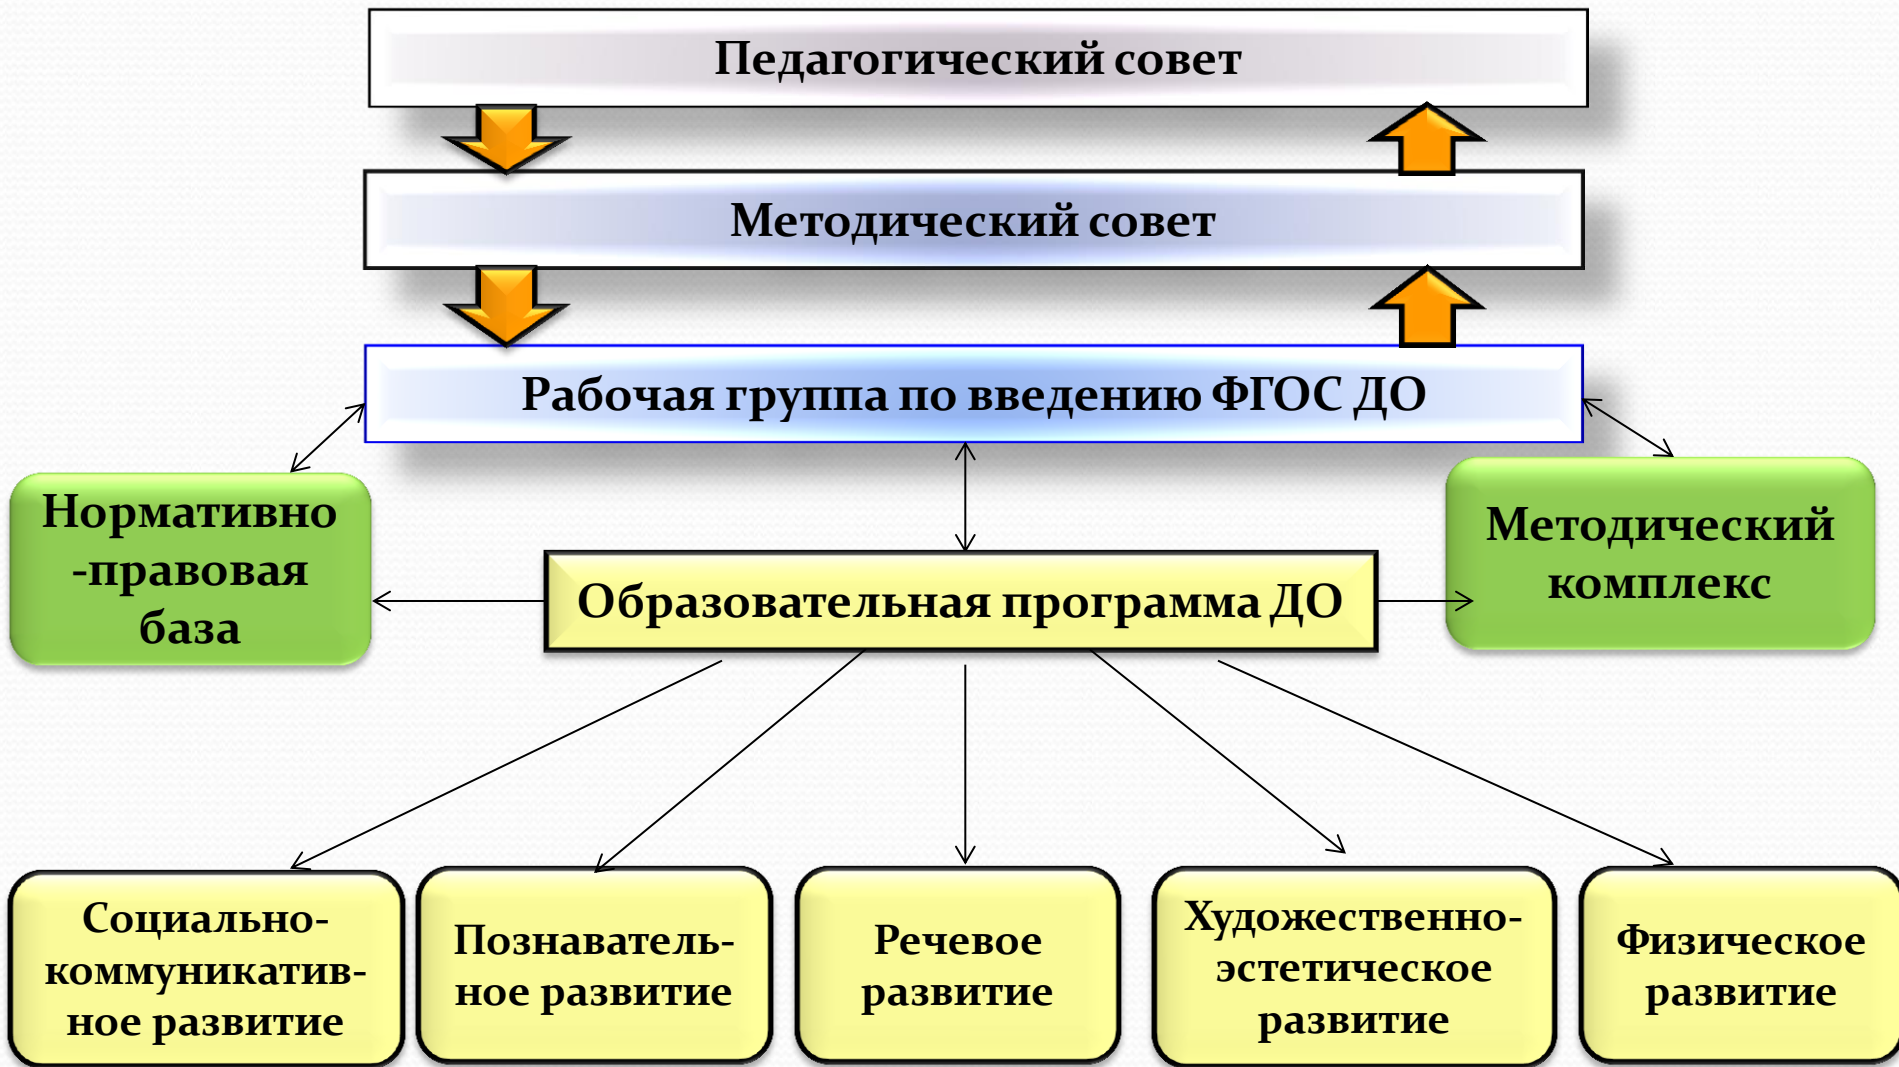 Педагогический совет
Методический совет
Рабочая группа по введению ФГОС ДО
Нормативно
-правовая
база
Методический
комплекс
Образовательная программа ДО
Социально-
коммуникатив-
ное развитие
Познаватель-
ное развитие
Речевое
развитие
Художественно-
эстетическое
развитие
Физическое
развитие